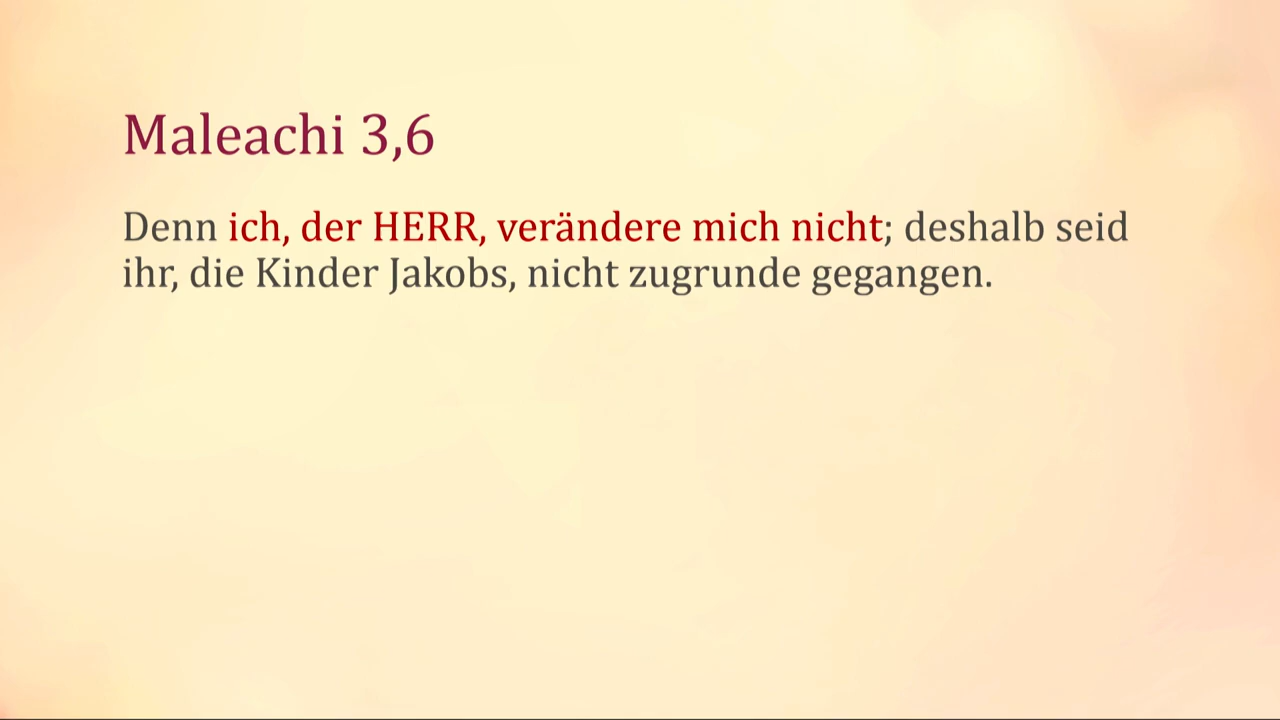 Maleachi 3,6
Denn ich, der HERR, verändere mich nicht; deshalb seid
ihr, die Kinder Jakobs, nicht zugrunde gegangen.